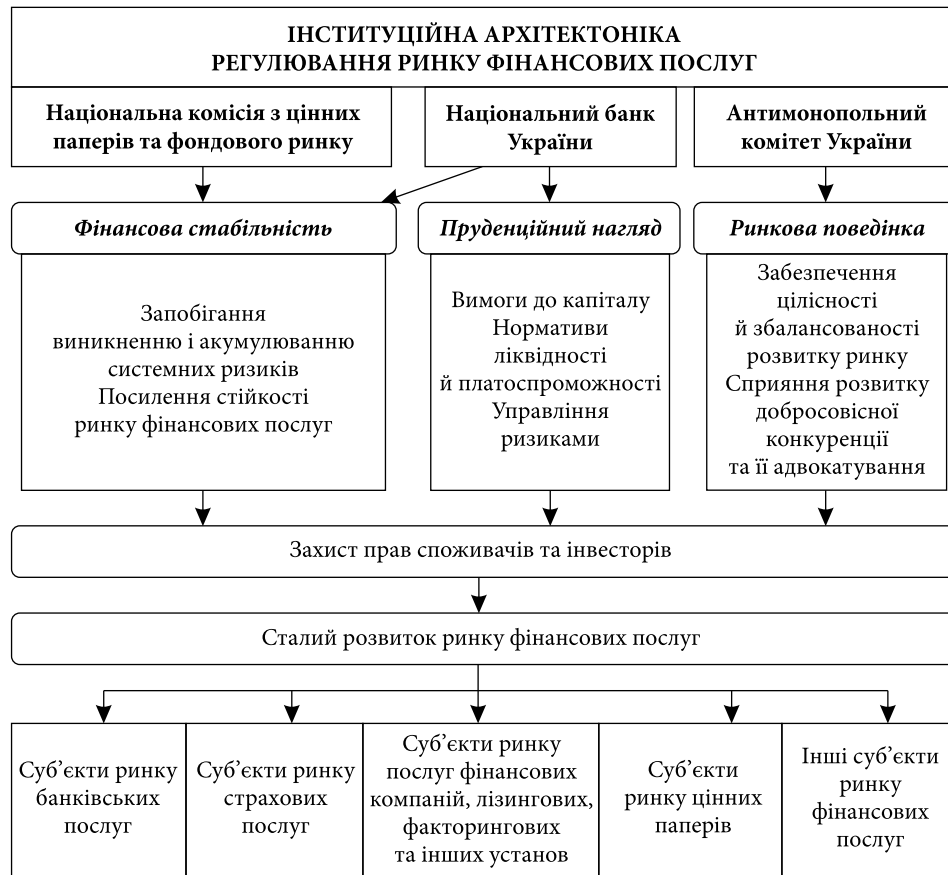 ІНСТИТУЦІЙНА АРХІТЕКТОНІКА
РЕГУЛЮВАННЯ РИНКУ ФІНАНСОВИХ ПОСЛУГ
Національна комісія з цінних
паперів та фондового ринку
Національний банк
України
Антимонопольний
комітет України
Фінансова стабільність
Пруденційний нагляд
Ринкова поведінка
Запобігання
виникненню і акумулюванню
системних ризиків
Посилення стійкості
ринку фінансових послуг
Вимоги до капіталу
Нормативи
ліквідності
й платоспроможності
Управління
ризиками
Забезпечення
цілісності
й збалансованості
розвитку ринку
Сприяння розвитку
добросовісної
конкуренції
та її адвокатування
Захист прав споживачів та інвесторів
Сталий розвиток ринку фінансових послуг
Суб’єкти ринку
банківських
послуг
Суб’єкти ринку
страхових
послуг
Суб’єкти ринку
послуг фінансових
компаній, лізингових,
факторингових
та інших установ
Суб’єкти
ринку цінних
паперів
Інші суб’єкти
ринку
фінансових
послуг